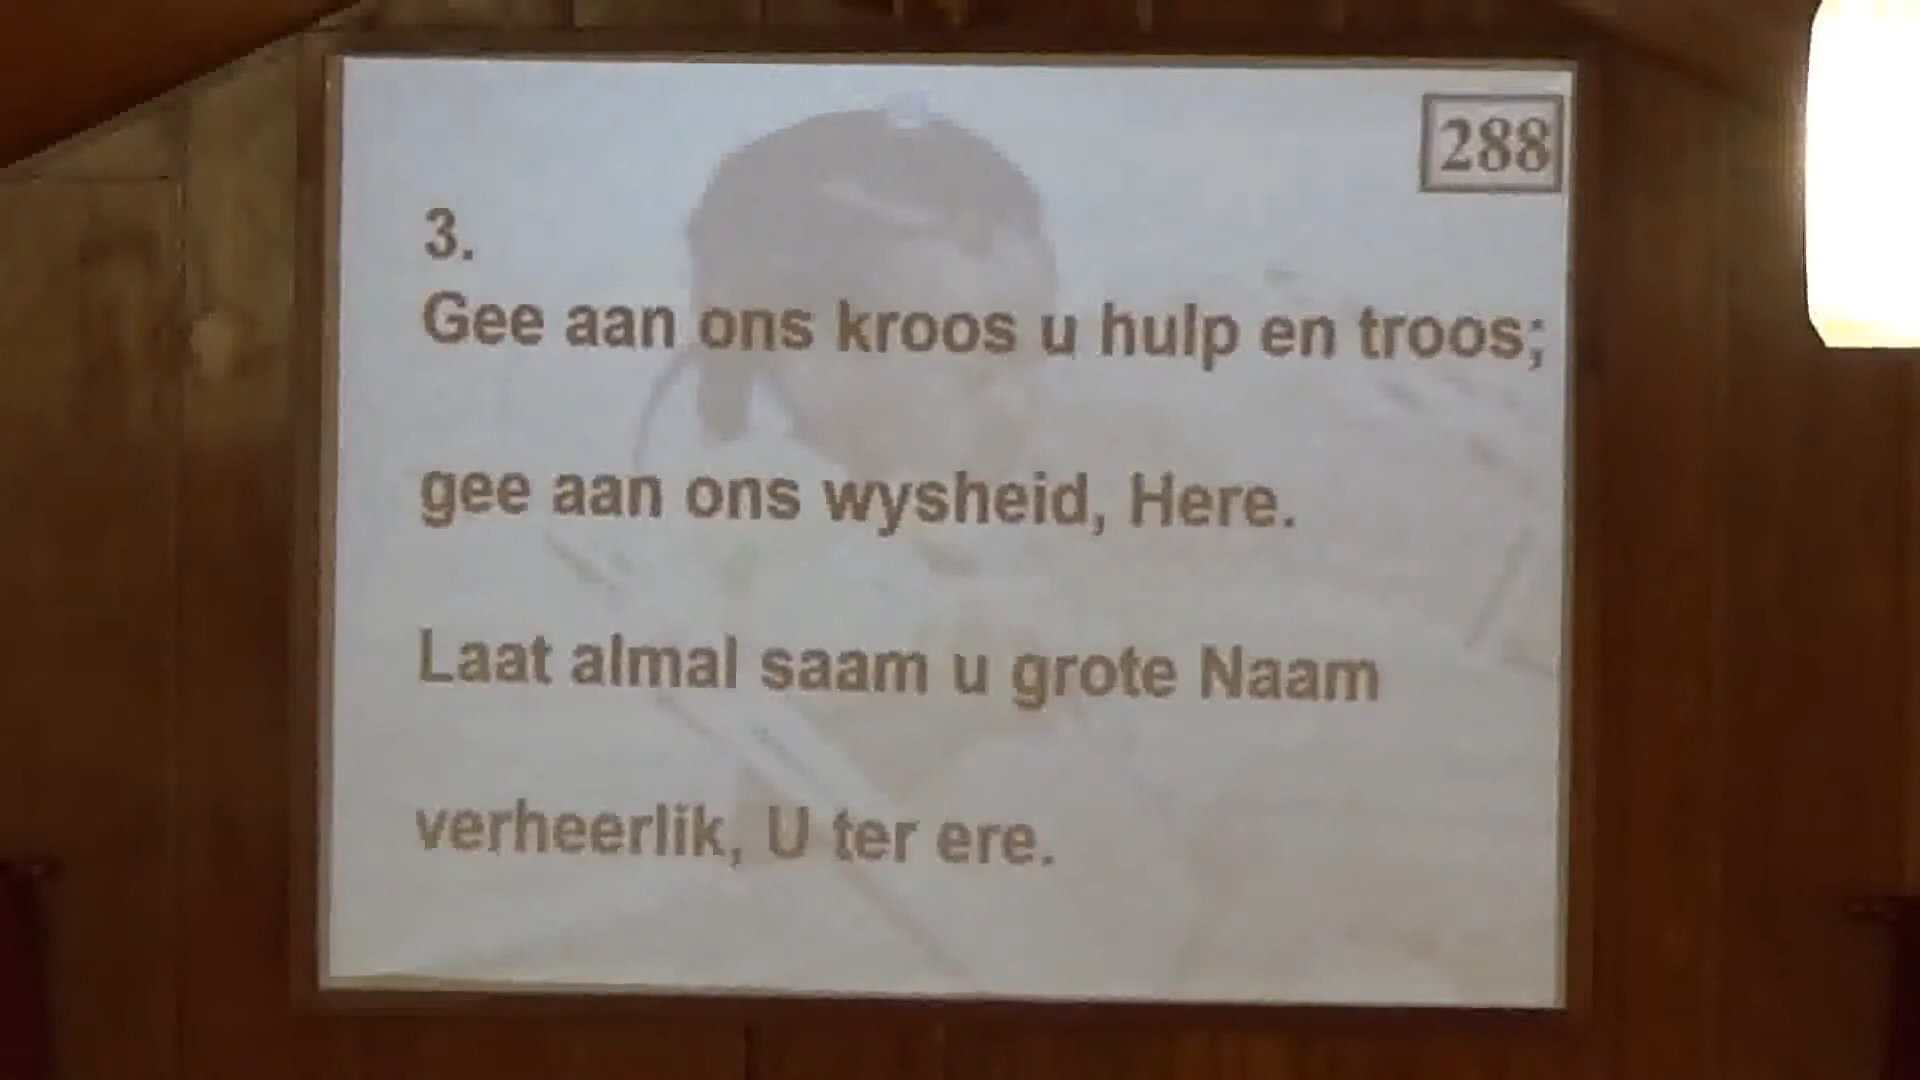 288
3.
Gee aan ons kroos u hulp en troos;
gee aan ons wysheid, Here.
Laat almal saam u grote Naam
verheerlik, U ter ere.